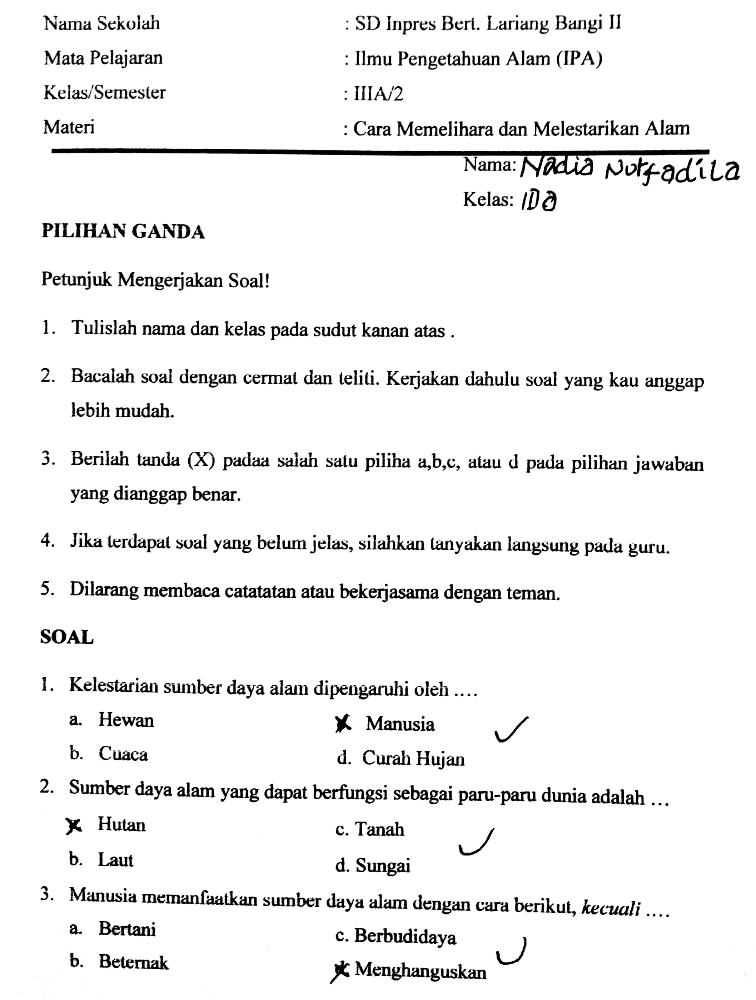 Nama Sekolah : SD Inpres Bert. Lariang Bangi II
Mata Pelajaran : Ilmu Pengetahuan Alam (IPA)
Kelas/Semester : IIIA/2
Materi : Cara Memelihara dan Melestarikan Alam
Nama: Nadia Nurfadila
Kelas:
PILIHAN GANDA
Petunjuk Mengerjakan Soal!
1. Tulislah nama dan kelas pada sudut kanan atas .
2. Bacalah soal dengan cermat dan teliti. Kerjakan dahulu soal yang kau anggap
lebih mudah.
3. Berilah tanda (X) padaa salah satu piliha a,b,c, atau d pada pilihan jawaban
yang dianggap benar.
4. Jika terdapat soal yang belum jelas, silahkan tanyakan langsung pada guru.
5. Dilarang membaca catatatan atau bekerjasama dengan teman.
SOAL
1. Kelestarian sumber daya alam dipengaruhi oleh ....
a. Hewan Manusia
b. Cuaca d. Curah Hujan
2. Sumber daya alam yang dapat berfungsi sebagai paru-paru dunia adalah ...
Hutan c. Tanah
b. Laut d. Sungai
3. Manusia memanfaatkan sumber daya alam dengan cara berikut, kecuali ....
a. Bertani c. Berbudidaya
b. Beternak Menghanguskan